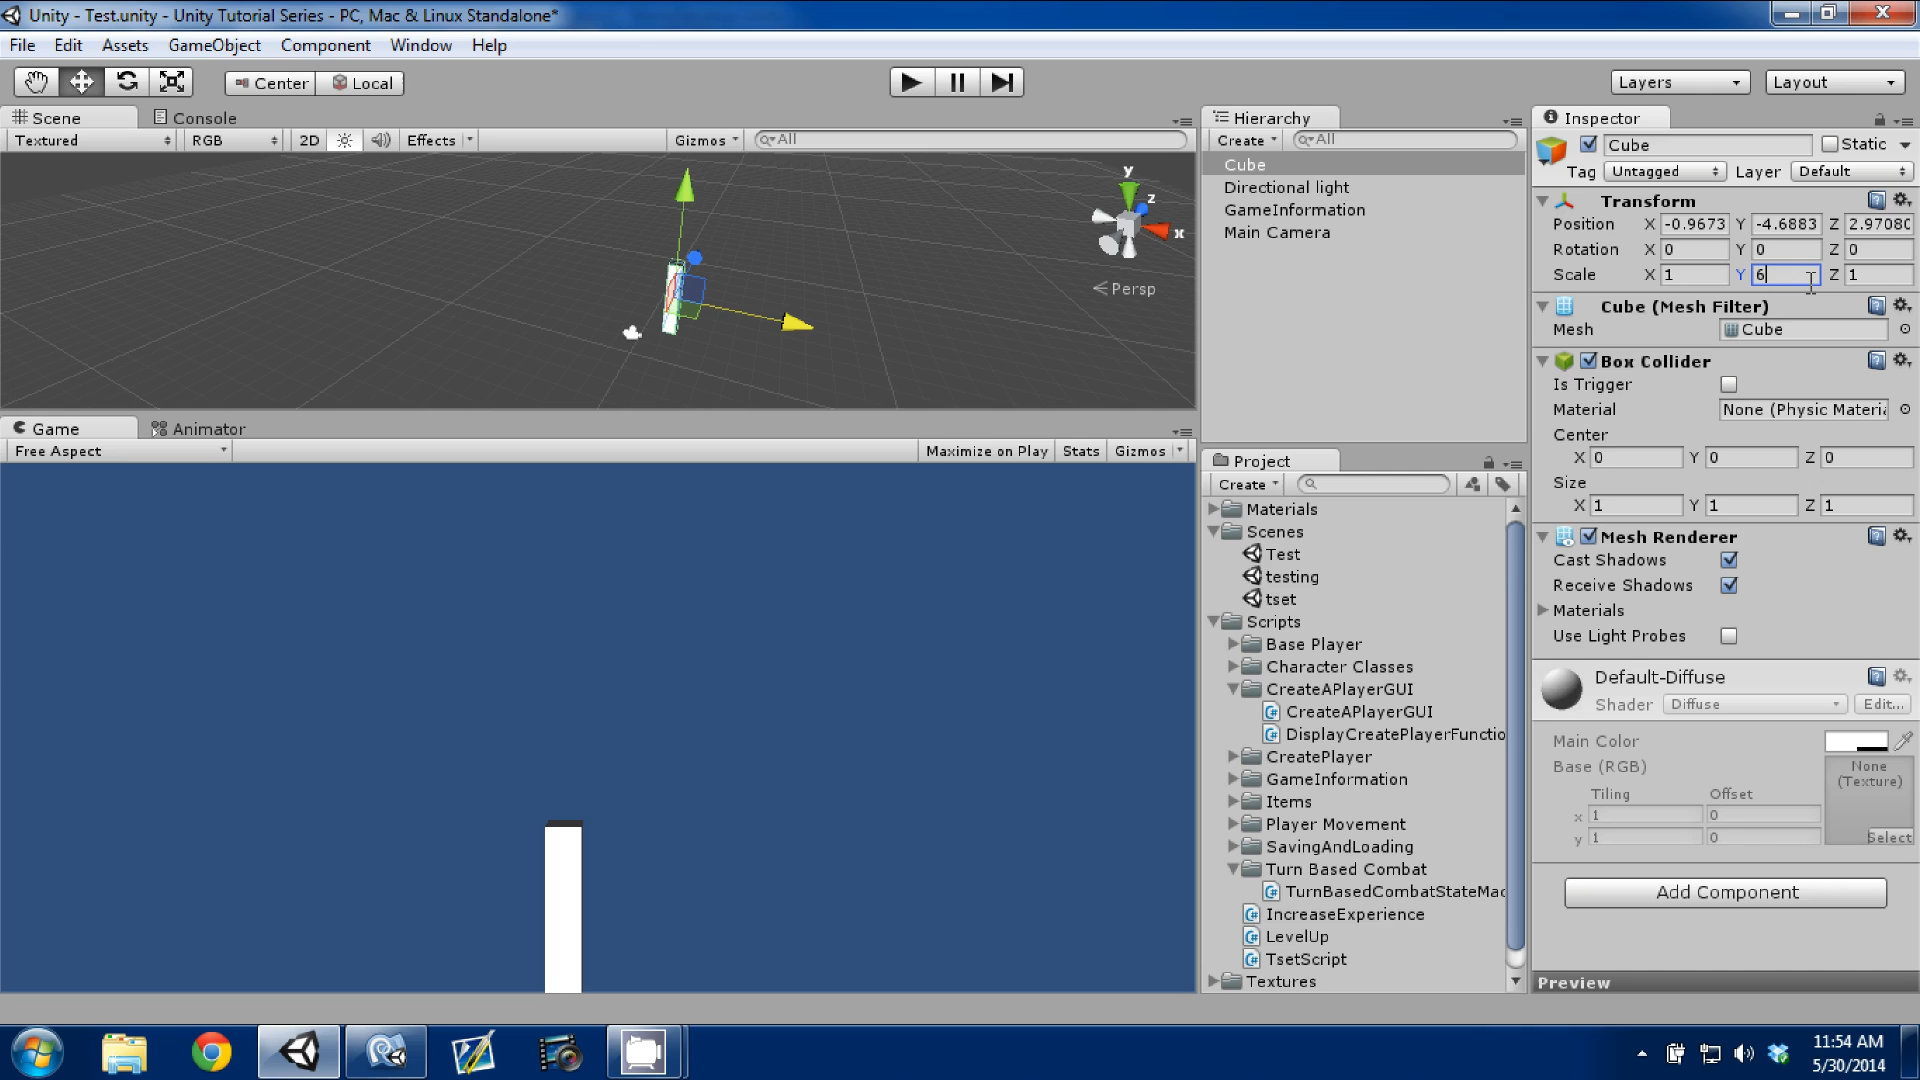 Unity - Test.unity - Unity Tutorial Series - PC, Mac & Linux Standalone*
File Edit Assets GameObject Component Window Help
Center Local Layers Layout
Scene Console
Textured RGB 2D Effects Gizmos All
y
z
x
Persp
Game Animator
Free Aspect Maximize on Play Stats Gizmos
Hierarchy
Create All
Cube
Directional light
GameInformation
Main Camera
Project
Create
Materials
Scenes
Test
testing
tset
Scripts
Base Player
Character Classes
CreateAPlayerGUI
CreateAPlayerGUI
DisplayCreatePlayerFunctio
CreatePlayer
GameInformation
Items
Player Movement
SavingAndLoading
Turn Based Combat
TurnBasedCombatStateMac
IncreaseExperience
LevelUp
TsetScript
Textures
Inspector
Cube Static
Tag Untagged Layer Default
Transform
Position X -0.9673 Y -4.6883 Z 2.97080
Rotation X 0 Y 0 Z 0
Scale X 1 Y 6 Z 1
Cube (Mesh Filter)
Mesh Cube
Box Collider
Is Trigger
Material None (Physic Materia
Center
X 0 Y 0 Z 0
Size
X 1 Y 1 Z 1
Mesh Renderer
Cast Shadows
Receive Shadows
Materials
Use Light Probes
Default-Diffuse
Shader Diffuse Edit...
Main Color
Base (RGB) None
(Texture)
Tiling Offset
x 1 0
y 1 0 Select
Add Component
Preview
11:54 AM
5/30/2014